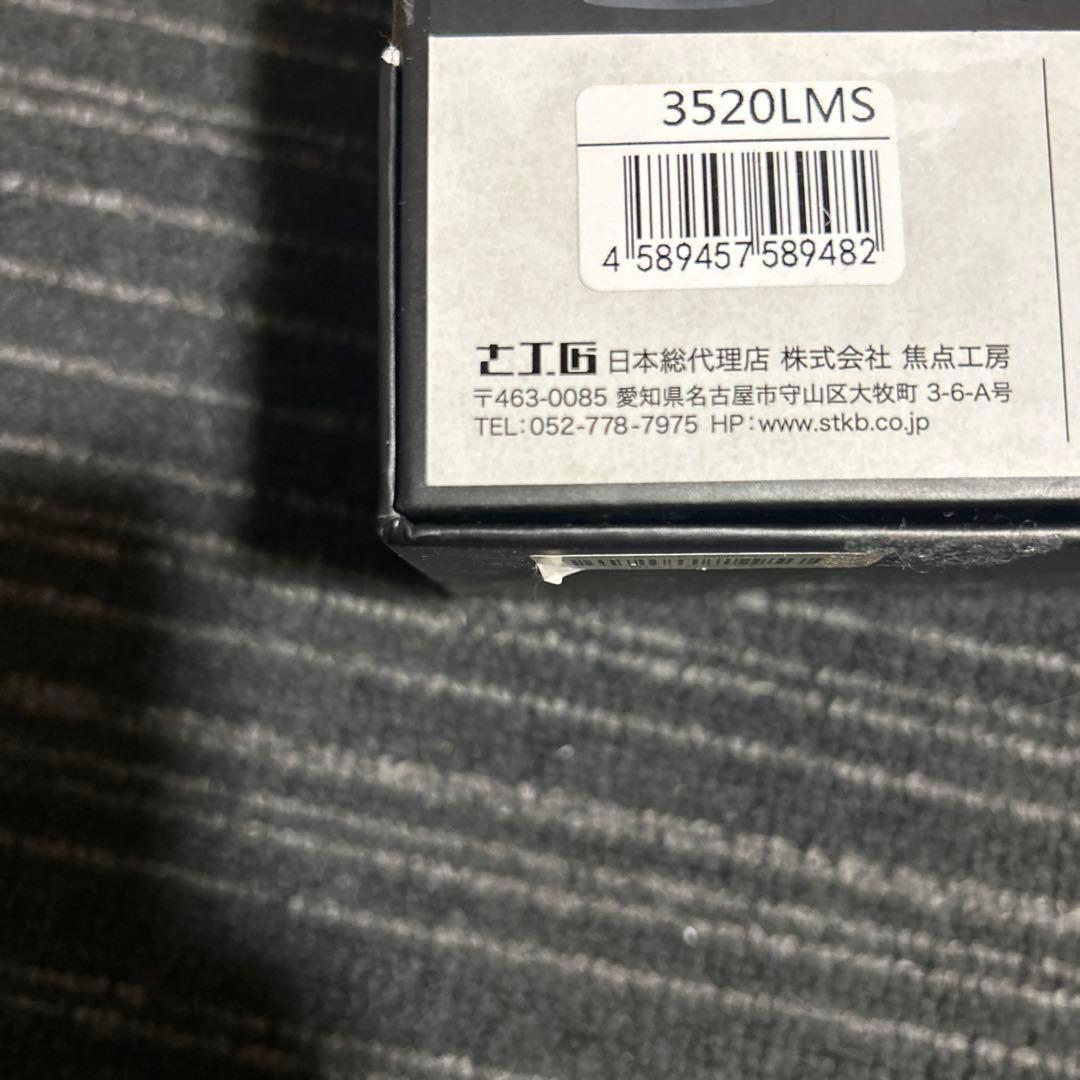 3520LMS
4 589457 589482
七工匠 日本総代理店 株式会社 焦点工房
〒463-0085 愛知県名古屋市守山区大牧町 3-6-A号
TEL:052-778-7975 HP:www.stkb.co.jp